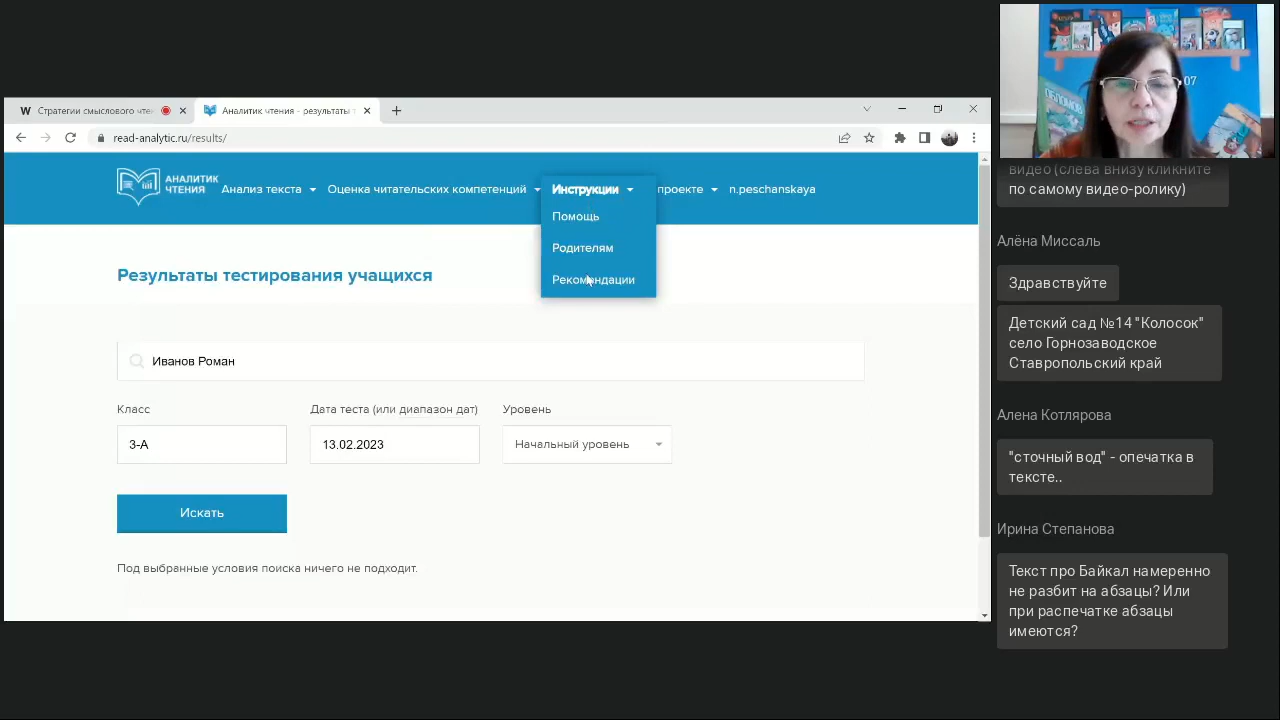 W Стратегии смыслового чте
Аналитик чтения - результаты т
read-analytic.ru/results/
АНАЛИТИК
ЧТЕНИЯ
Анализ текста
Оценка читательских компетенций
Инструкции
проекте
n.peschanskaya
Помощь
Родителям
Рекомендации
Результаты тестирования учащихся
Иванов Роман
Класс
Дата теста (или диапазон дат)
Уровень
3-А
13.02.2023
Начальный уровень
Искать
Под выбранные условия поиска ничего не подходит.
ОБЛОМОВ
07
видео (слева внизу кликните
по самому видео-ролику)
Алёна Миссаль
Здравствуйте
Детский сад №14 "Колосок"
село Горнозаводское
Ставропольский край
Алена Котлярова
"сточный вод" - опечатка в
тексте..
Ирина Степанова
Текст про Байкал намеренно
не разбит на абзацы? Или
при распечатке абзацы
имеются?